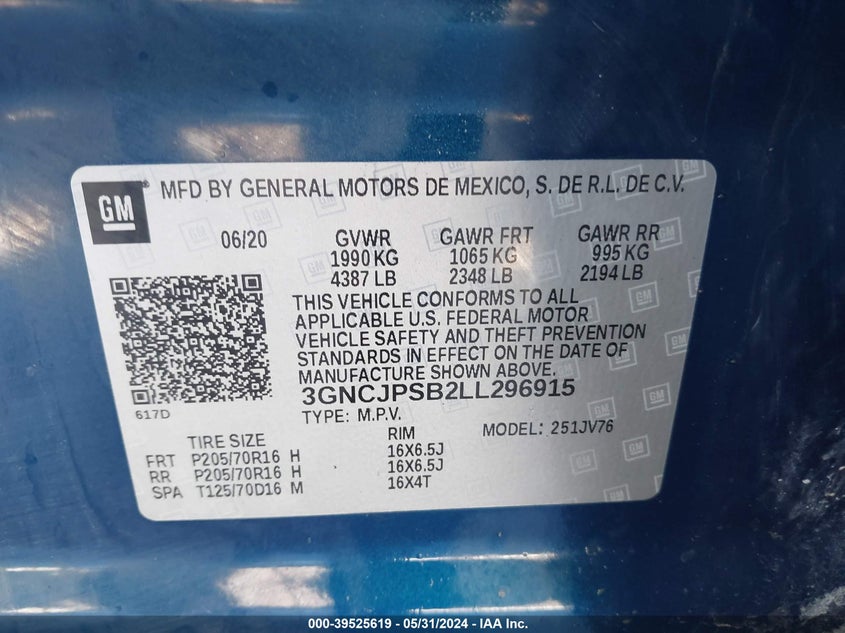 GM
MFD BY GENERAL MOTORS DE MEXICO, S. DE R.L. DE C.V.
06/20 GVWR GAWR FRT GAWR RR
1990 KG 1065 KG 995 KG
4387 LB 2348 LB 2194 LB
THIS VEHICLE CONFORMS TO ALL
APPLICABLE U.S. FEDERAL MOTOR
VEHICLE SAFETY AND THEFT PREVENTION
STANDARDS IN EFFECT ON THE DATE OF
MANUFACTURE SHOWN ABOVE.
3GNCJPSB2LL296915
617D
TYPE: M.P.V. MODEL: 251JV76
TIRE SIZE RIM
FRT P205/70R16 H 16X6.5J
RR P205/70R16 H 16X6.5J
SPA T125/70D16 M 16X4T
000-39525619 - 05/31/2024 - IAA Inc.